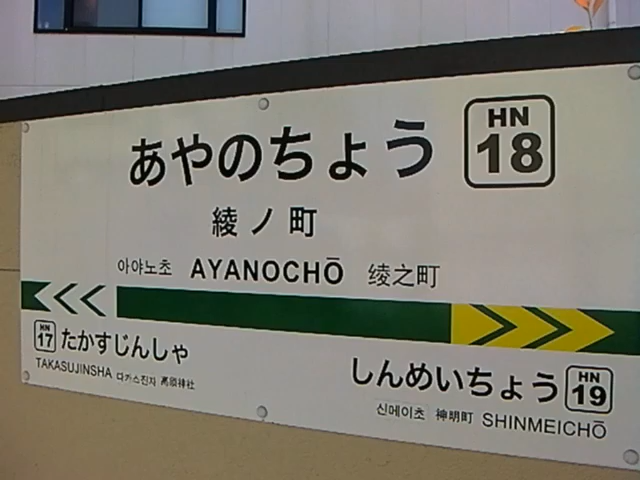 あやのちょう
HN
18
綾ノ町
아야노초 AYANOCHŌ 绫之町
HN
17
たかすじんしゃ
TAKASUJINSHA 다카스진자 高须神社
しんめいちょう
HN
19
신메이초 神明町 SHINMEICHŌ